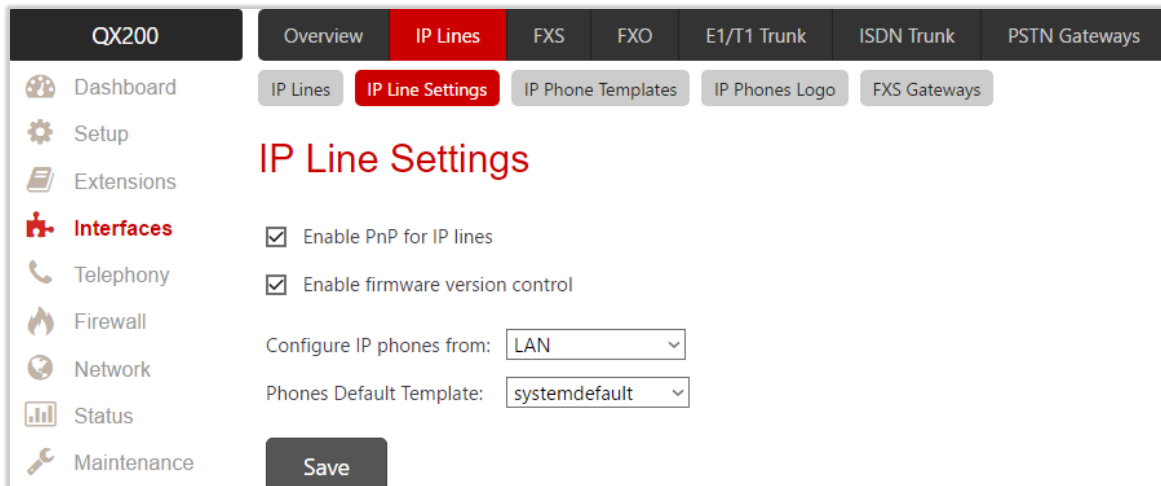 QX200
Overview IP Lines FXS FXO E1/T1 Trunk ISDN Trunk PSTN Gateways
IP Lines IP Line Settings IP Phone Templates IP Phones Logo FXS Gateways
Dashboard
Setup
Extensions
Interfaces
Telephony
Firewall
Network
Status
Maintenance
IP Line Settings
Enable PnP for IP lines
Enable firmware version control
Configure IP phones from: LAN
Phones Default Template: systemdefault
Save